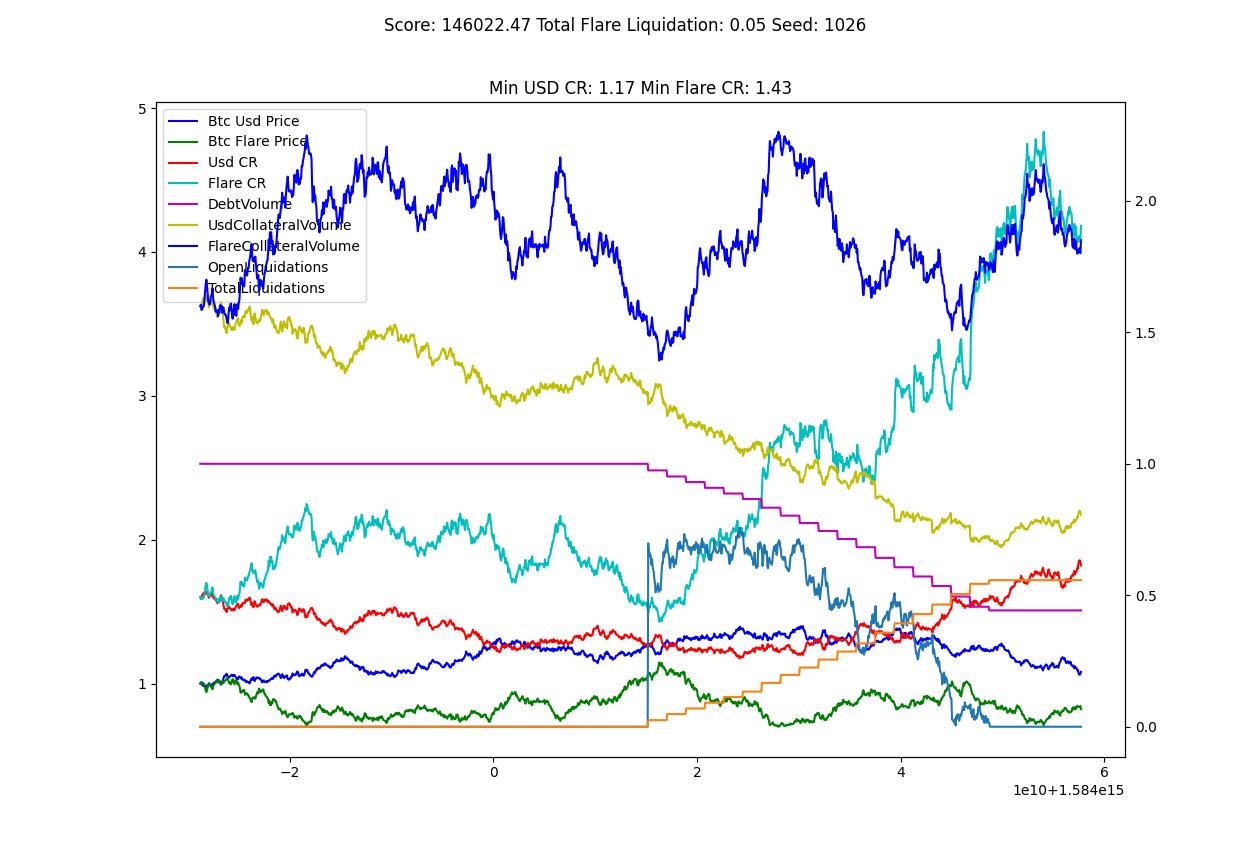 Score: 146022.47 Total Flare Liquidation: 0.05 Seed: 1026
Min USD CR: 1.17 Min Flare CR: 1.43
Btc Usd Price
Btc Flare Price
Usd CR
Flare CR
DebtVolume
UsdCollateralVolume
FlareCollateralVolume
OpenLiquidations
TotalLiquidations
5
4
3
2
1
2.0
1.5
1.0
0.5
0.0
−2
0
2
4
6
1e10+1.584e15